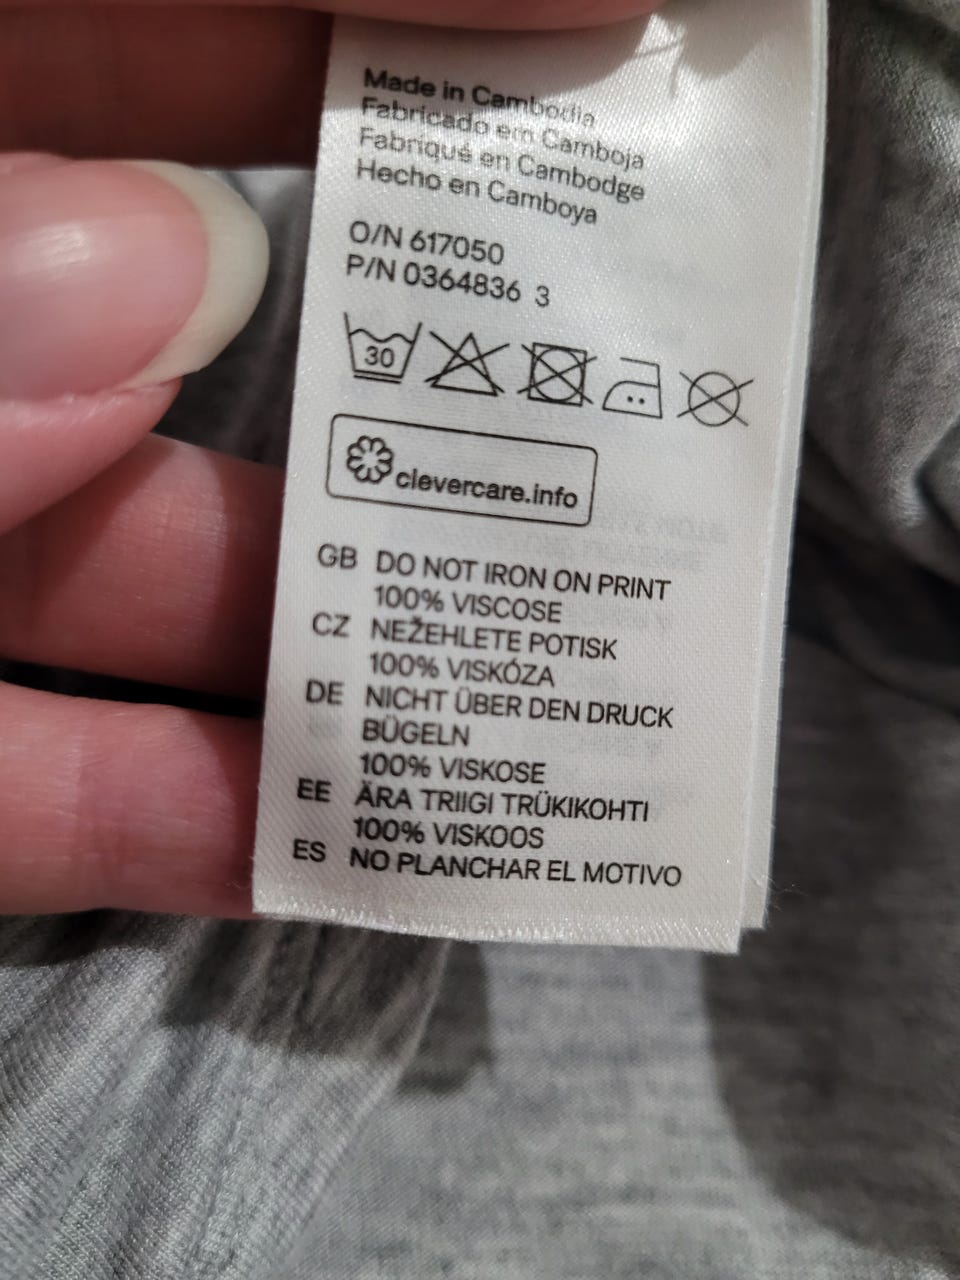 Made in Cambodia
Fabricado em Camboja
Fabriqué en Cambodge
Hecho en Camboya
O/N 617050
P/N 0364836 3
30
clevercare.info
GB DO NOT IRON ON PRINT
100% VISCOSE
CZ NEŽEHLETE POTISK
100% VISKÓZA
DE NICHT ÜBER DEN DRUCK
BÜGELN
100% VISKOSE
EE ÄRA TRIIGI TRÜKIKOHTI
100% VISKOOS
ES NO PLANCHAR EL MOTIVO